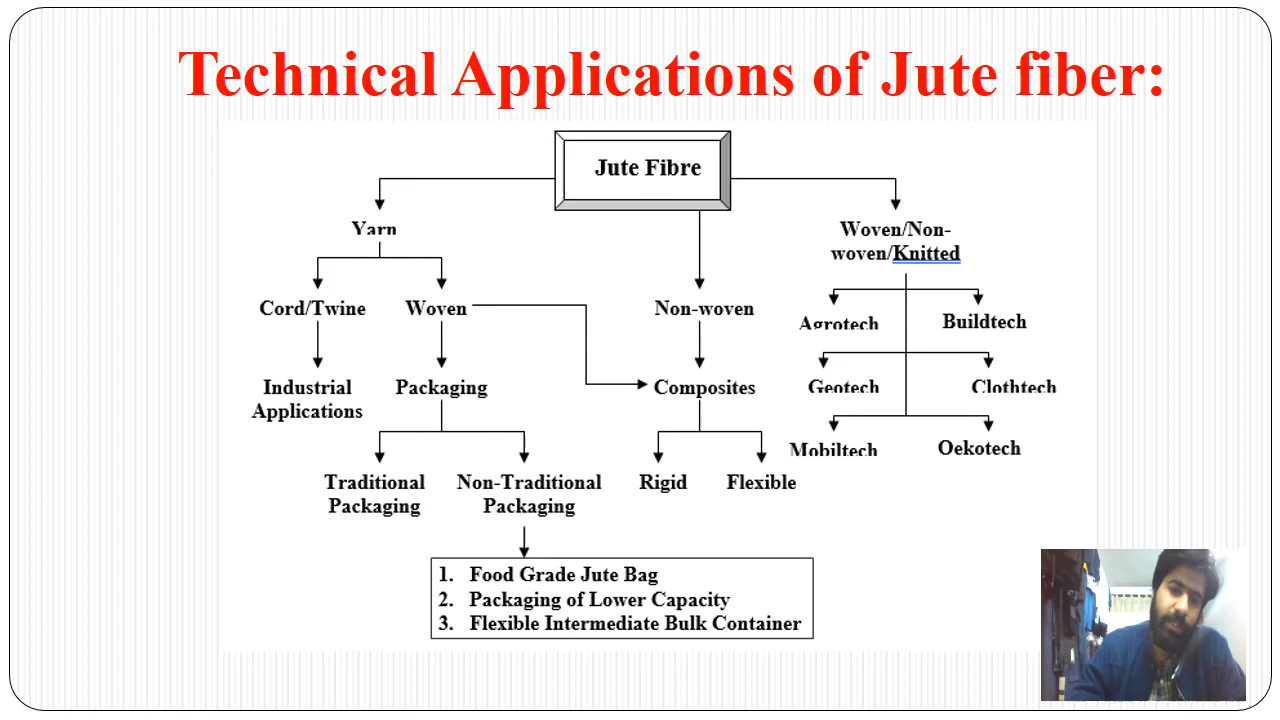 Technical Applications of Jute fiber:
Jute Fibre
Yarn
Woven/Non-
woven/Knitted
Cord/Twine
Woven
Non-woven
Agrotech
Buildtech
Industrial
Applications
Packaging
Composites
Geotech
Clothtech
Mobiltech
Oekotech
Traditional
Packaging
Non-Traditional
Packaging
Rigid
Flexible
1. Food Grade Jute Bag
2. Packaging of Lower Capacity
3. Flexible Intermediate Bulk Container